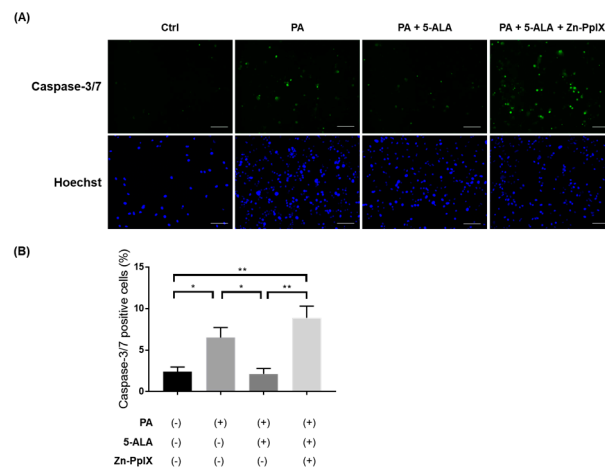 (A)
Ctrl PA PA + 5-ALA PA + 5-ALA + Zn-PpIX
Caspase-3/7
Hoechst
(B)
Caspase-3/7 positive cells (%)
15
10
5
0
**
* * **
PA (-) (+) (+) (+)
5-ALA (-) (-) (+) (+)
Zn-PpIX (-) (-) (-) (+)